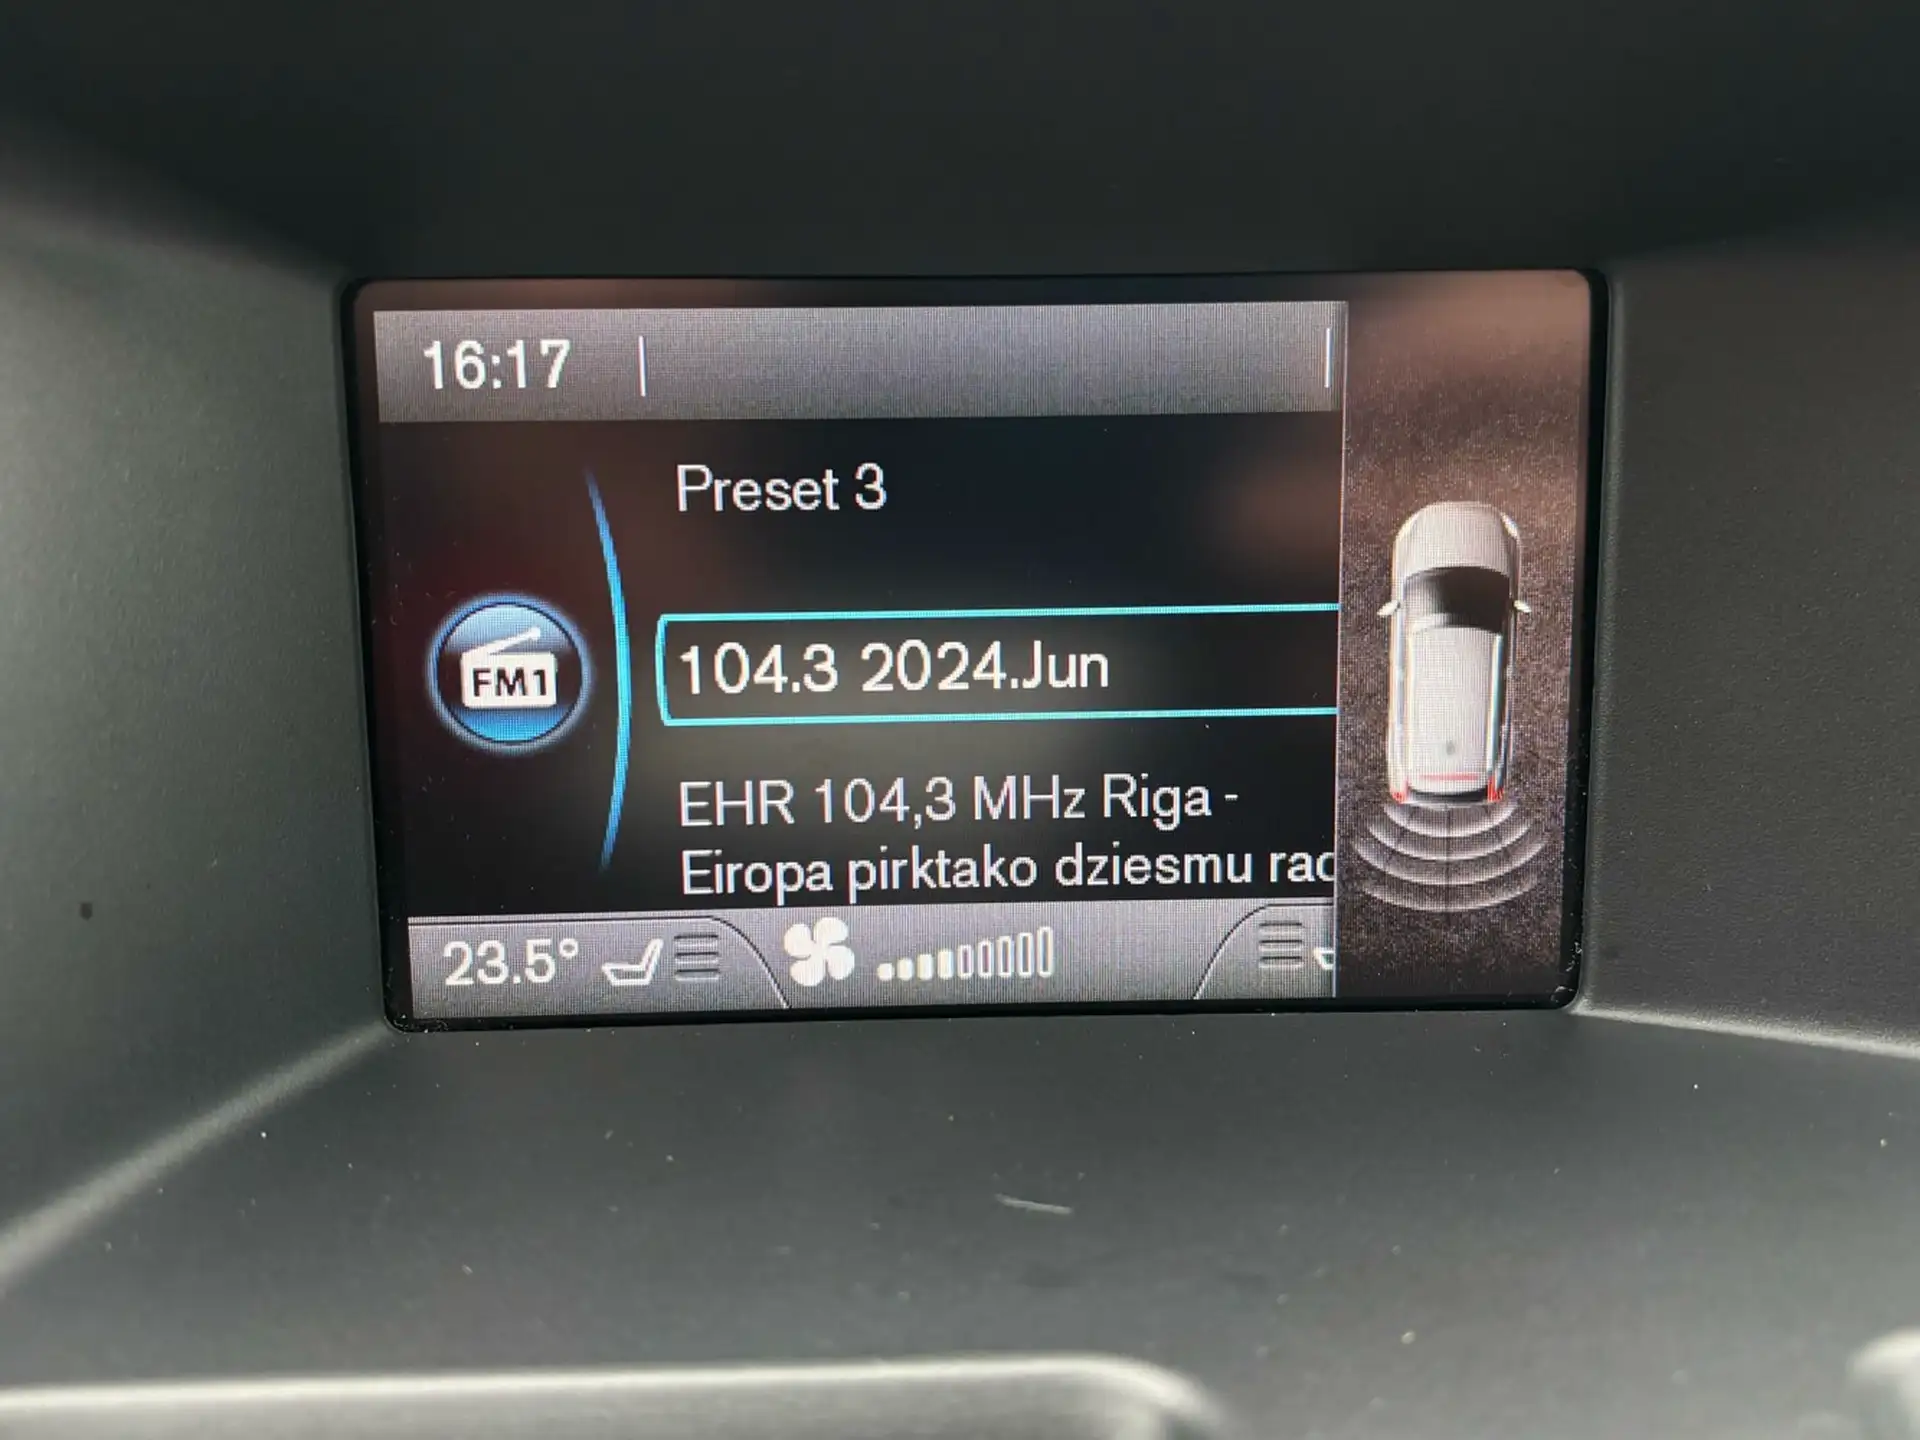 16:17
Preset 3
FM1
104.3 2024.Jun
EHR 104,3 MHz Riga -
Eiropa pirktako dziesmu rad
23.5°